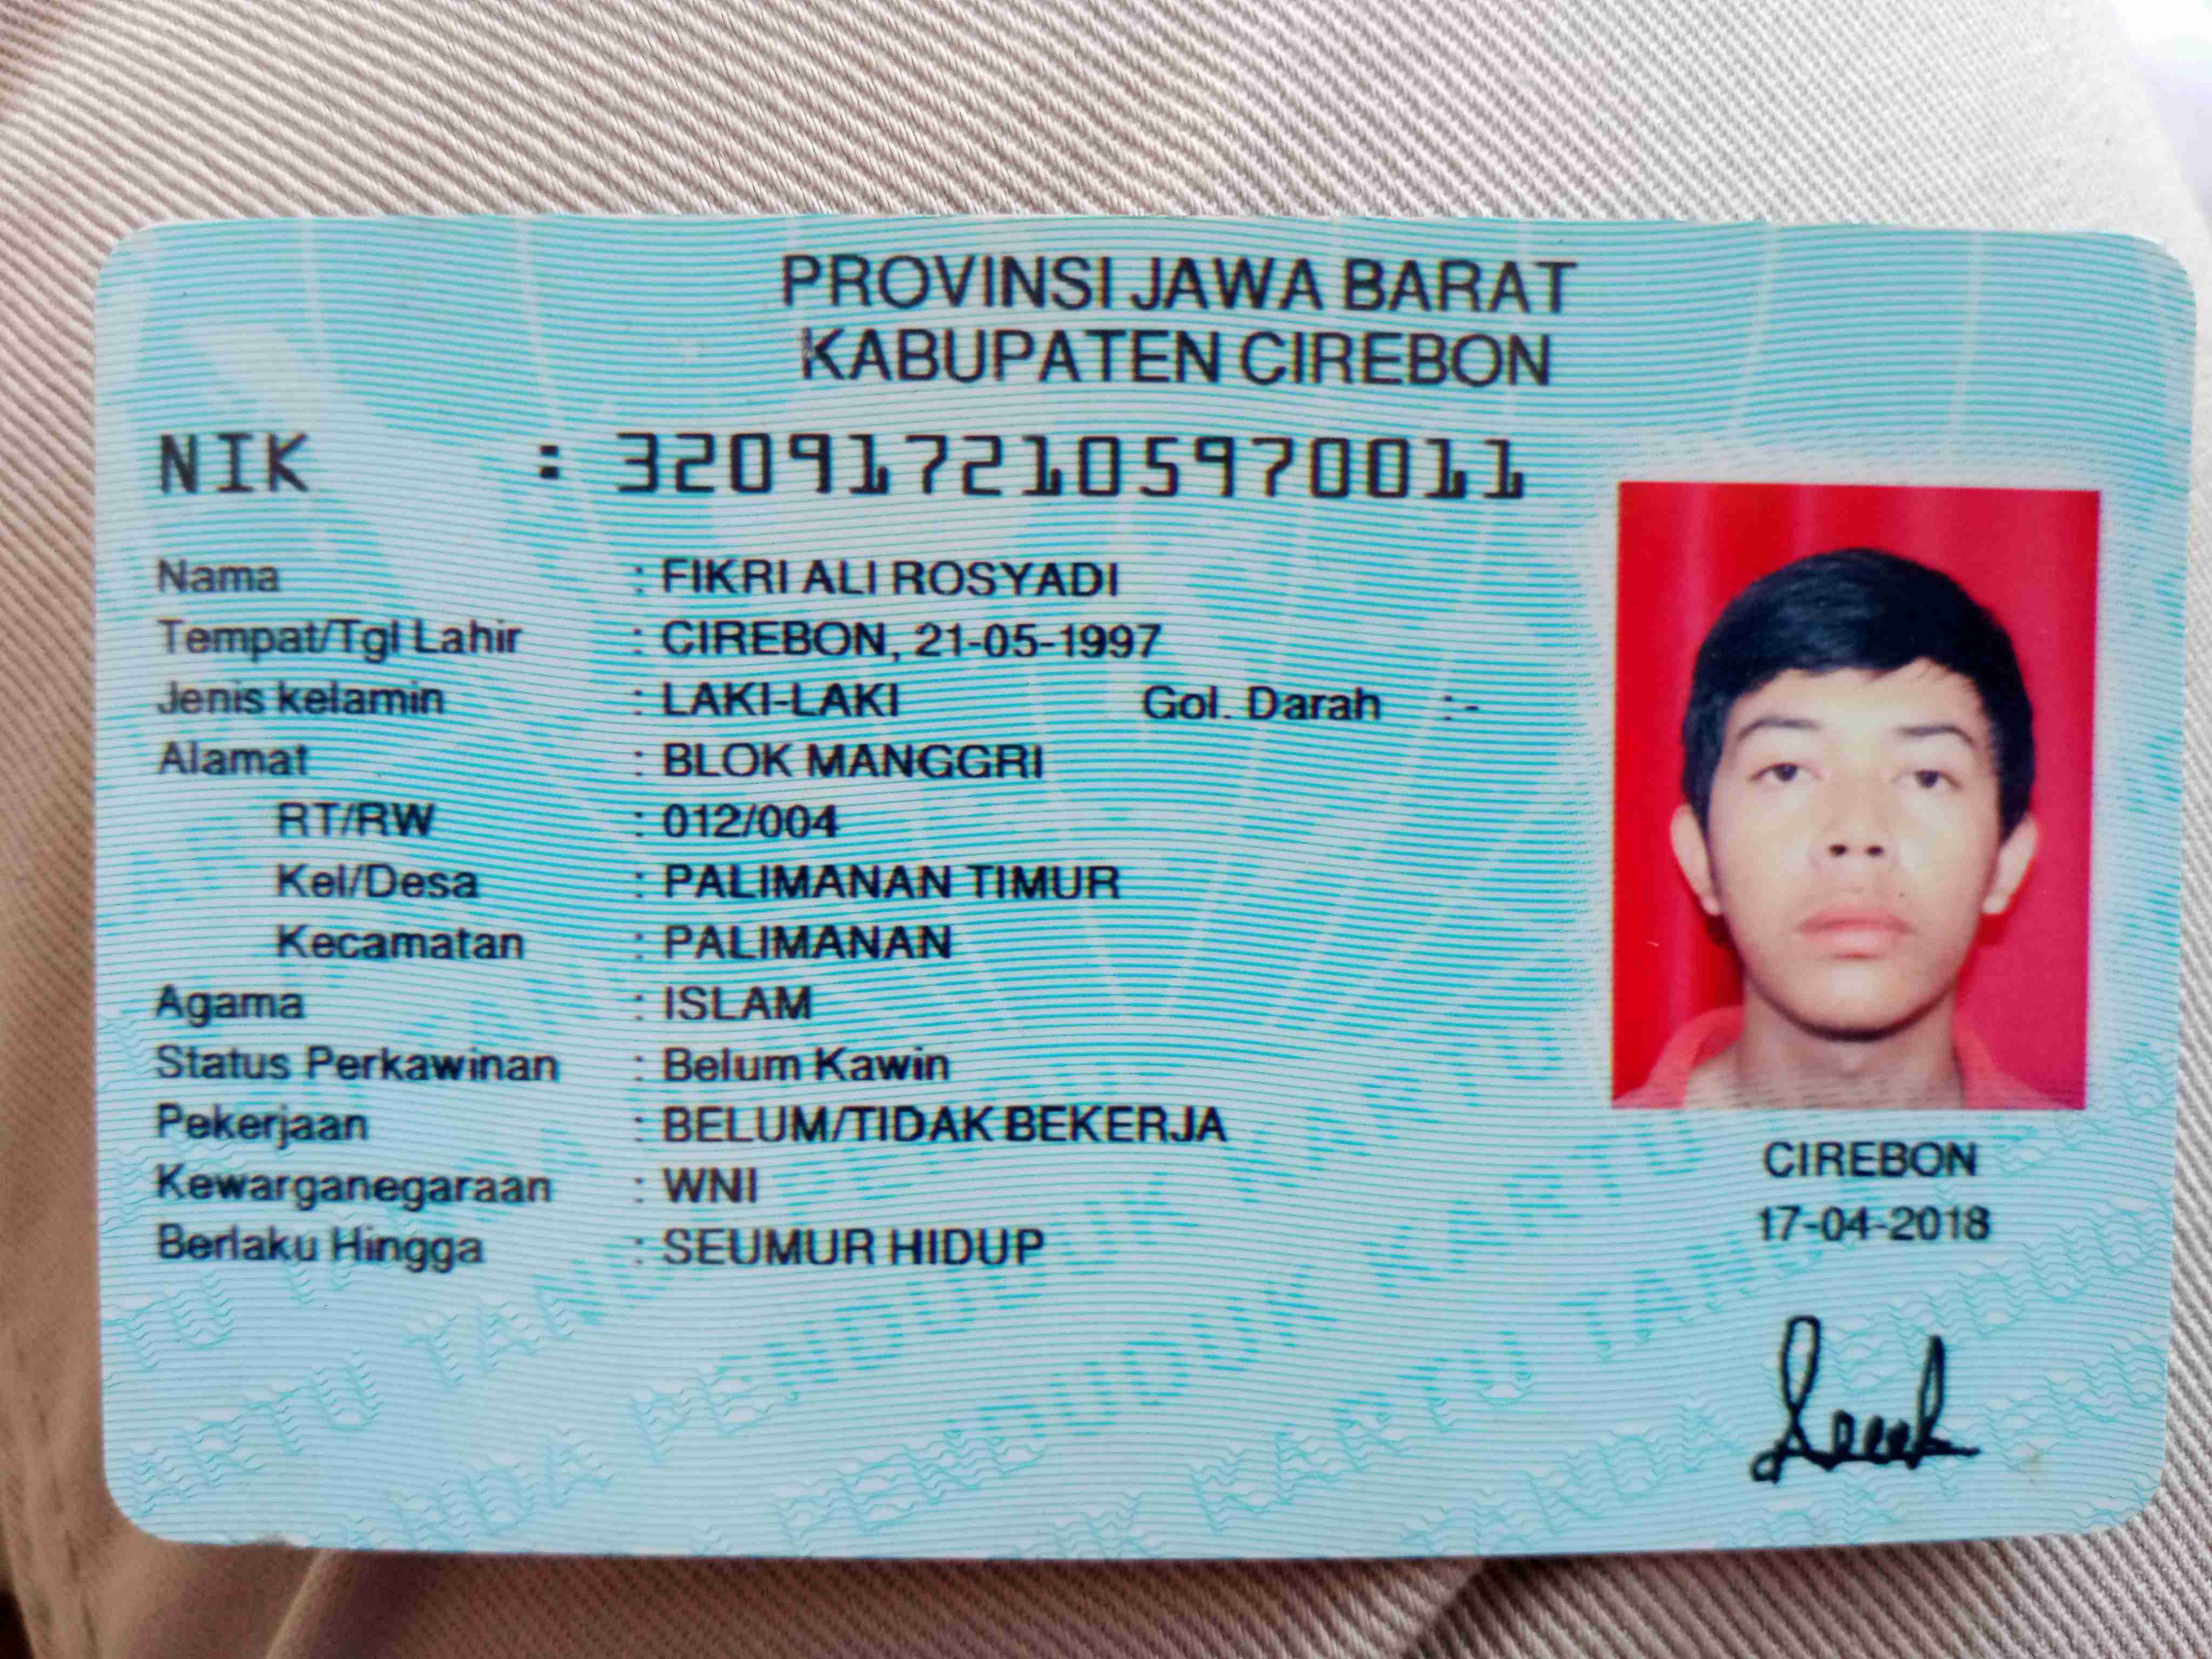 PROVINSI JAWA BARAT
KABUPATEN CIREBON
NIK : 3209172105970011
Nama : FIKRI ALI ROSYADI
Tempat/Tgl Lahir : CIREBON, 21-05-1997
Jenis kelamin : LAKI-LAKI Gol. Darah : -
Alamat : BLOK MANGGRI
RT/RW : 012/004
Kel/Desa : PALIMANAN TIMUR
Kecamatan : PALIMANAN
Agama : ISLAM
Status Perkawinan : Belum Kawin
Pekerjaan : BELUM/TIDAK BEKERJA
Kewarganegaraan : WNI
Berlaku Hingga : SEUMUR HIDUP
CIREBON
17-04-2018